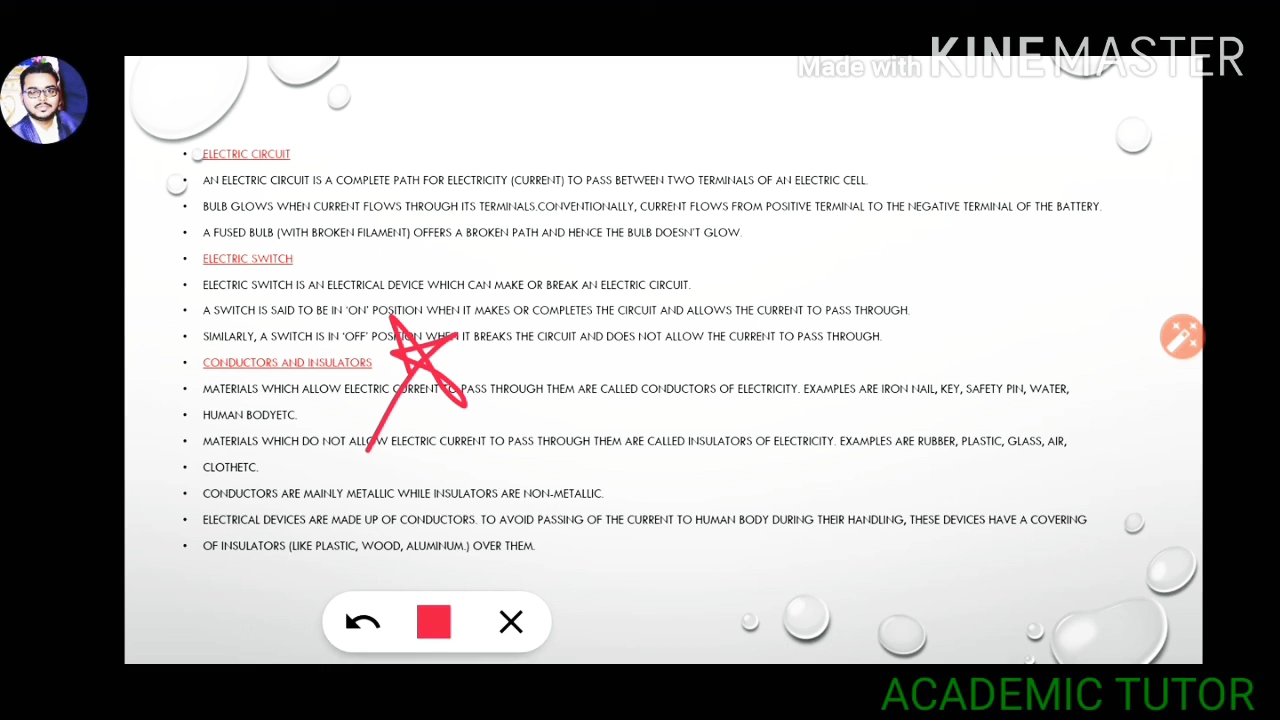 Made with KINEMASTER
ELECTRIC CIRCUIT
AN ELECTRIC CIRCUIT IS A COMPLETE PATH FOR ELECTRICITY (CURRENT) TO PASS BETWEEN TWO TERMINALS OF AN ELECTRIC CELL.
BULB GLOWS WHEN CURRENT FLOWS THROUGH ITS TERMINALS.CONVENTIONALLY, CURRENT FLOWS FROM POSITIVE TERMINAL TO THE NEGATIVE TERMINAL OF THE BATTERY.
A FUSED BULB (WITH BROKEN FILAMENT) OFFERS A BROKEN PATH AND HENCE THE BULB DOESN'T GLOW.
ELECTRIC SWITCH
ELECTRIC SWITCH IS AN ELECTRICAL DEVICE WHICH CAN MAKE OR BREAK AN ELECTRIC CIRCUIT.
A SWITCH IS SAID TO BE IN 'ON' POSITION WHEN IT MAKES OR COMPLETES THE CIRCUIT AND ALLOWS THE CURRENT TO PASS THROUGH.
SIMILARLY, A SWITCH IS IN 'OFF' POSITION WHEN IT BREAKS THE CIRCUIT AND DOES NOT ALLOW THE CURRENT TO PASS THROUGH.
CONDUCTORS AND INSULATORS
MATERIALS WHICH ALLOW ELECTRIC CURRENT TO PASS THROUGH THEM ARE CALLED CONDUCTORS OF ELECTRICITY. EXAMPLES ARE IRON NAIL, KEY, SAFETY PIN, WATER,
HUMAN BODYETC.
MATERIALS WHICH DO NOT ALLOW ELECTRIC CURRENT TO PASS THROUGH THEM ARE CALLED INSULATORS OF ELECTRICITY. EXAMPLES ARE RUBBER, PLASTIC, GLASS, AIR,
CLOTHETC.
CONDUCTORS ARE MAINLY METALLIC WHILE INSULATORS ARE NON-METALLIC.
ELECTRICAL DEVICES ARE MADE UP OF CONDUCTORS. TO AVOID PASSING OF THE CURRENT TO HUMAN BODY DURING THEIR HANDLING, THESE DEVICES HAVE A COVERING
OF INSULATORS (LIKE PLASTIC, WOOD, ALUMINUM.) OVER THEM.
ACADEMIC TUTOR